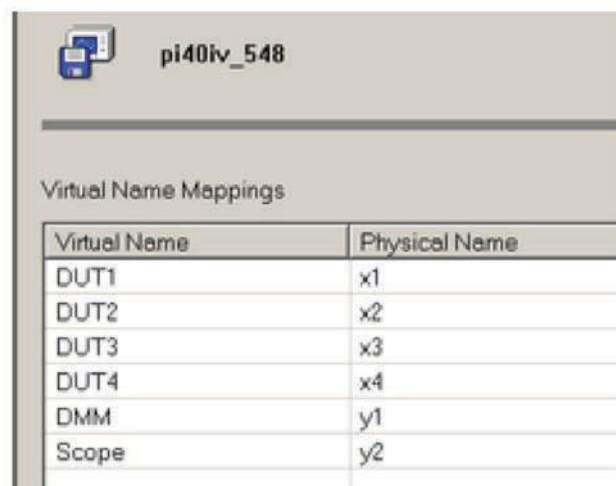 pi40iv_548
Virtual Name Mappings
Virtual Name Physical Name
DUT1 x1
DUT2 x2
DUT3 x3
DUT4 x4
DMM y1
Scope y2